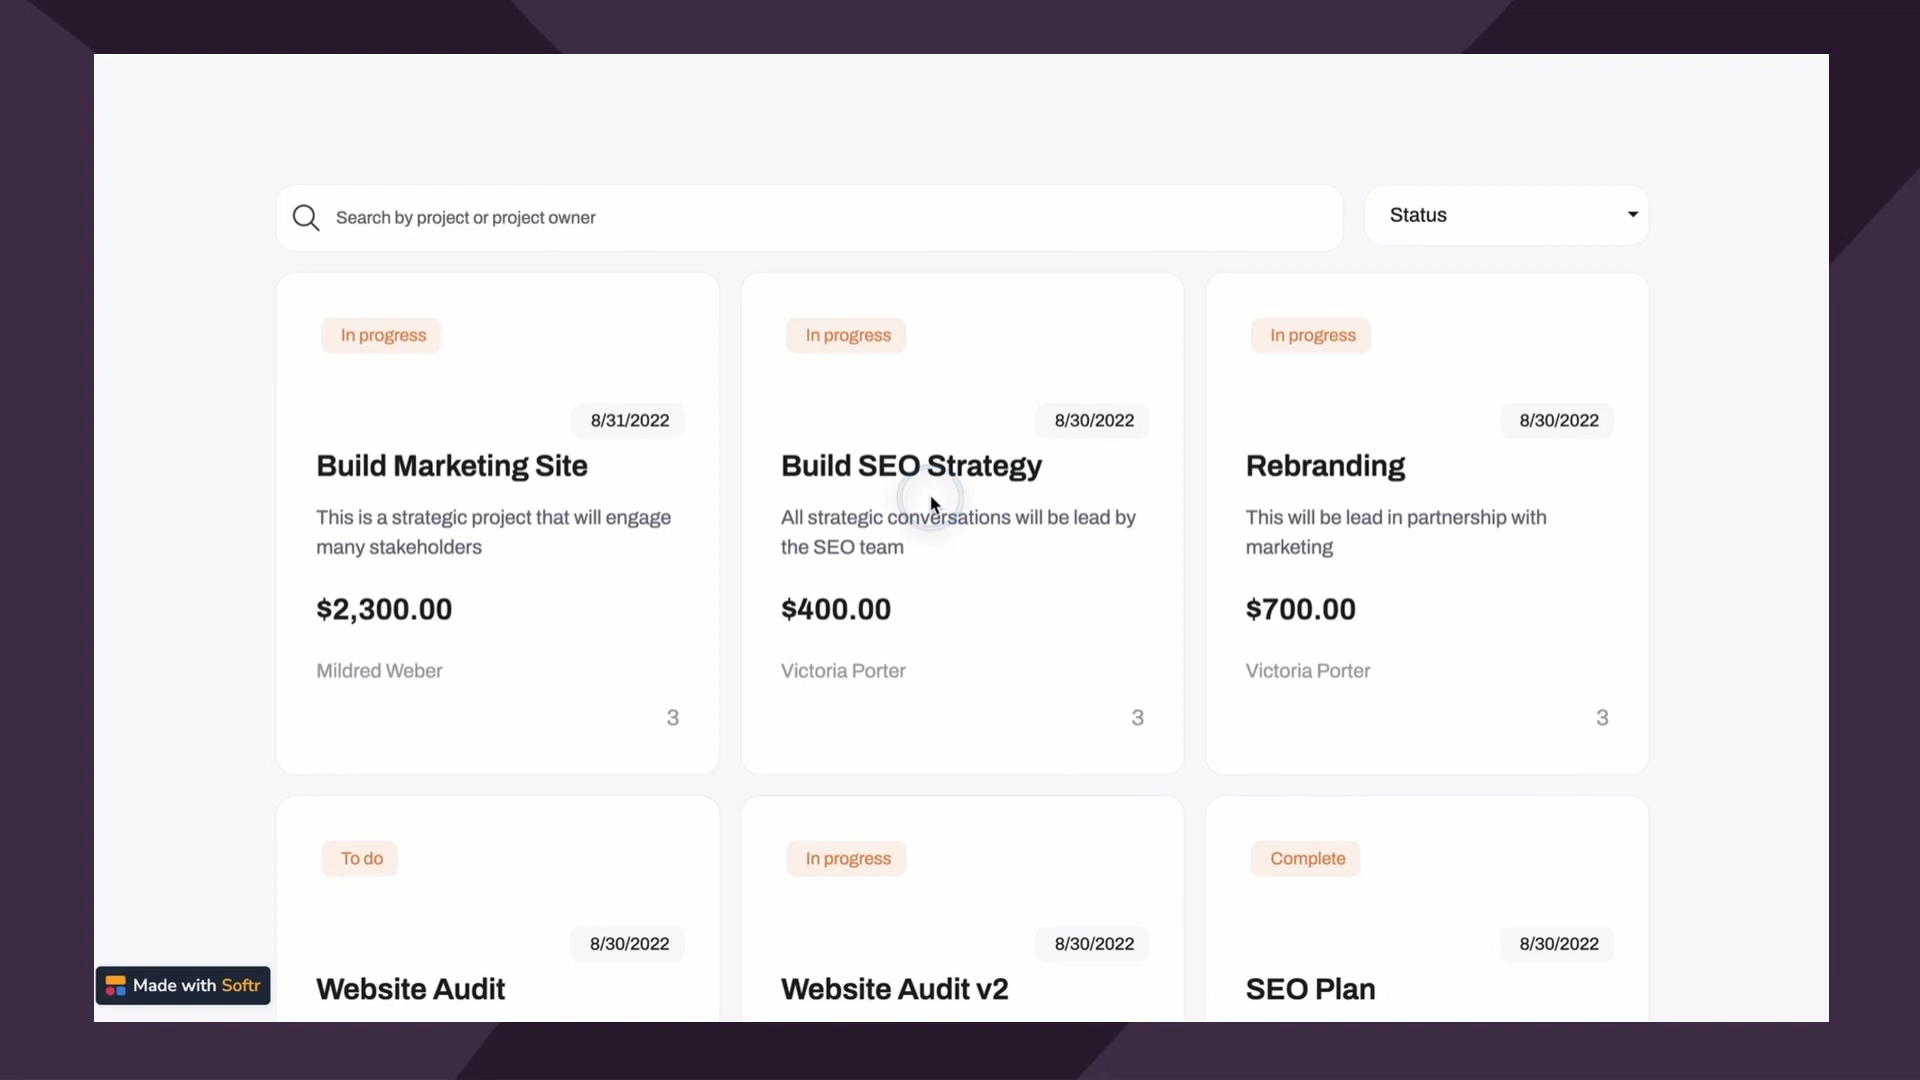 Search by project or project owner
Status
In progress
In progress
In progress
8/31/2022
8/30/2022
8/30/2022
Build Marketing Site
Build SEO Strategy
Rebranding
This is a strategic project that will engage
many stakeholders
All strategic conversations will be lead by
the SEO team
This will be lead in partnership with
marketing
$2,300.00
$400.00
$700.00
Mildred Weber
Victoria Porter
Victoria Porter
3
3
3
To do
In progress
Complete
8/30/2022
8/30/2022
8/30/2022
Website Audit
Website Audit v2
SEO Plan
Made with Softr